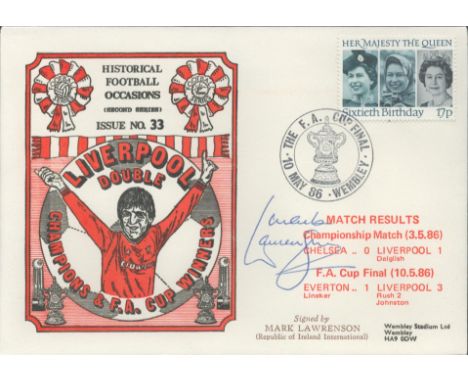 HISTORICAL
FOOTBALL
OCCASIONS
(SECOND SERIES)
ISSUE NO. 33
LIVERPOOL
DOUBLE
CHAMPIONS & F.A. CUP WINNERS
HER MAJESTY THE QUEEN
Sixtieth Birthday 17p
· THE F.A. CUP FINAL ·
10 MAY 86 · WEMBLEY
MATCH RESULTS
Championship Match (3.5.86)
CHELSEA .. 0 LIVERPOOL 1
Dalglish
F.A. Cup Final (10.5.86)
EVERTON .. 1 LIVERPOOL 3
Lineker Rush 2
Johnston
Signed by
MARK LAWRENSON
(Republic of Ireland International)
Wembley Stadium Ltd
Wembley
HA9 0DW